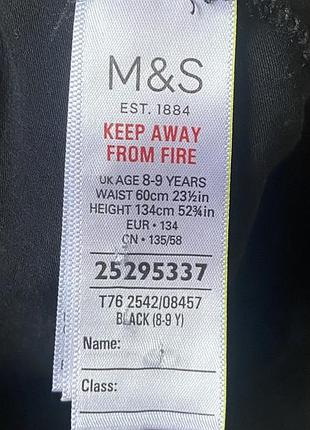 M&S
EST. 1884
KEEP AWAY
FROM FIRE
UK AGE 8-9 YEARS
WAIST 60cm 23½in
HEIGHT 134cm 52¾in
EUR • 134
CN • 135/58
25295337
T76 2542/08457
BLACK (8-9 Y)
Name:
Class: